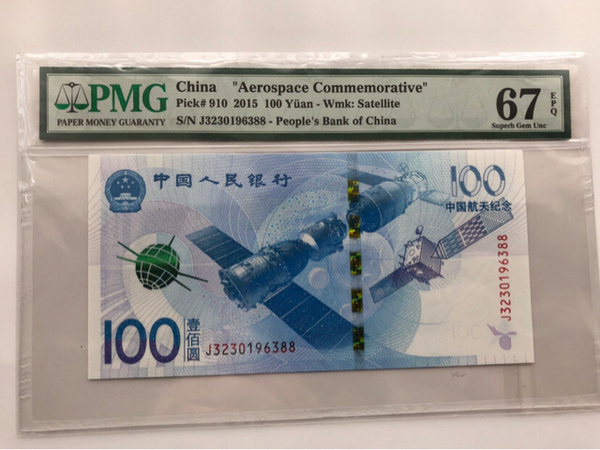 PMG
PAPER MONEY GUARANTY
China "Aerospace Commemorative"
Pick# 910 2015 100 Yüan - Wmk: Satellite
S/N J3230196388 - People's Bank of China
67
EPQ
Superb Gem Unc
中国人民银行
100
中国航天纪念
J3230196388
100
壹佰圆
J3230196388